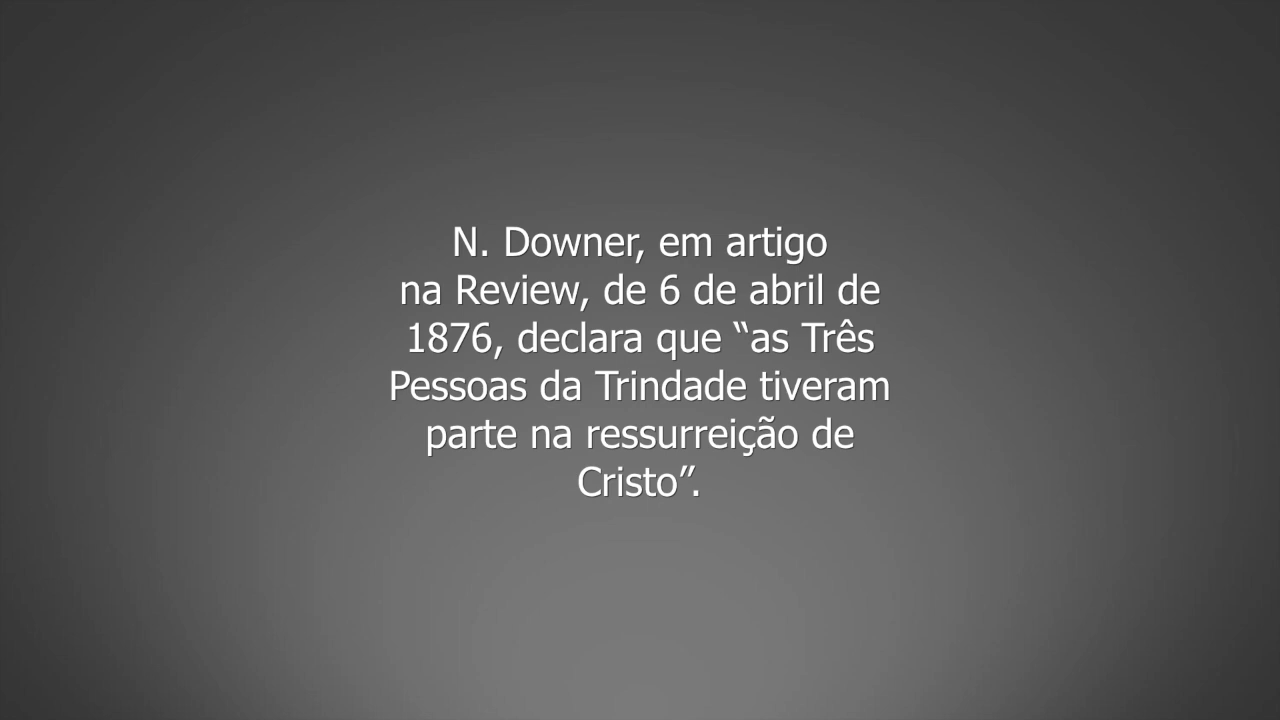 N. Downer, em artigo
na Review, de 6 de abril de
1876, declara que “as Três
Pessoas da Trindade tiveram
parte na ressurreição de
Cristo”.